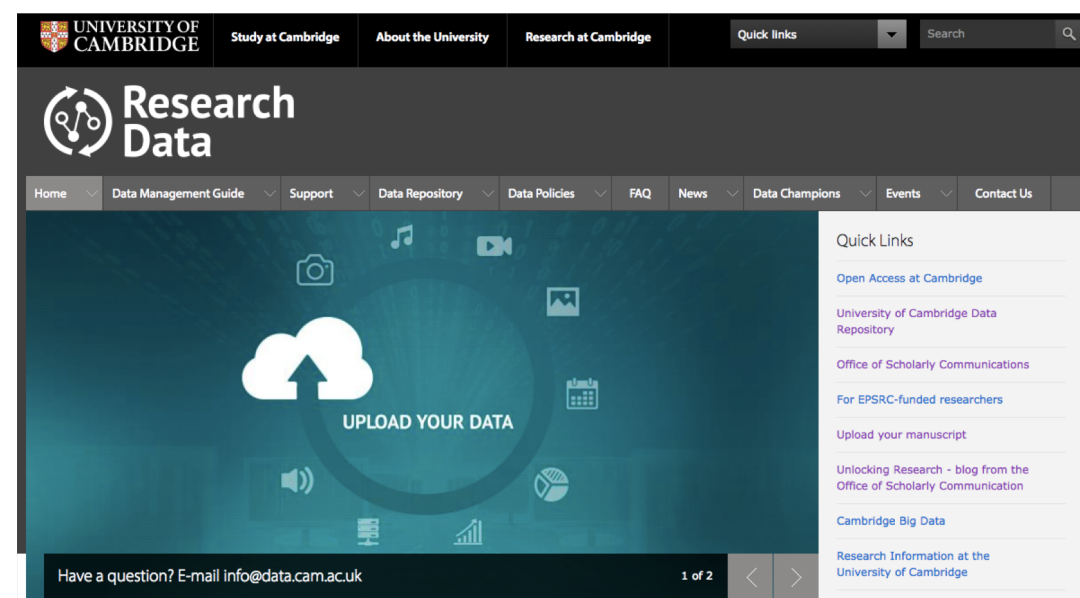 UNIVERSITY OF
CAMBRIDGE
Study at Cambridge
About the University
Research at Cambridge
Quick links
Search
Research
Data
Home
Data Management Guide
Support
Data Repository
Data Policies
FAQ
News
Data Champions
Events
Contact Us
UPLOAD YOUR DATA
Have a question? E-mail info@data.cam.ac.uk
1 of 2
Quick Links
Open Access at Cambridge
University of Cambridge Data
Repository
Office of Scholarly Communications
For EPSRC-funded researchers
Upload your manuscript
Unlocking Research - blog from the
Office of Scholarly Communication
Cambridge Big Data
Research Information at the
University of Cambridge